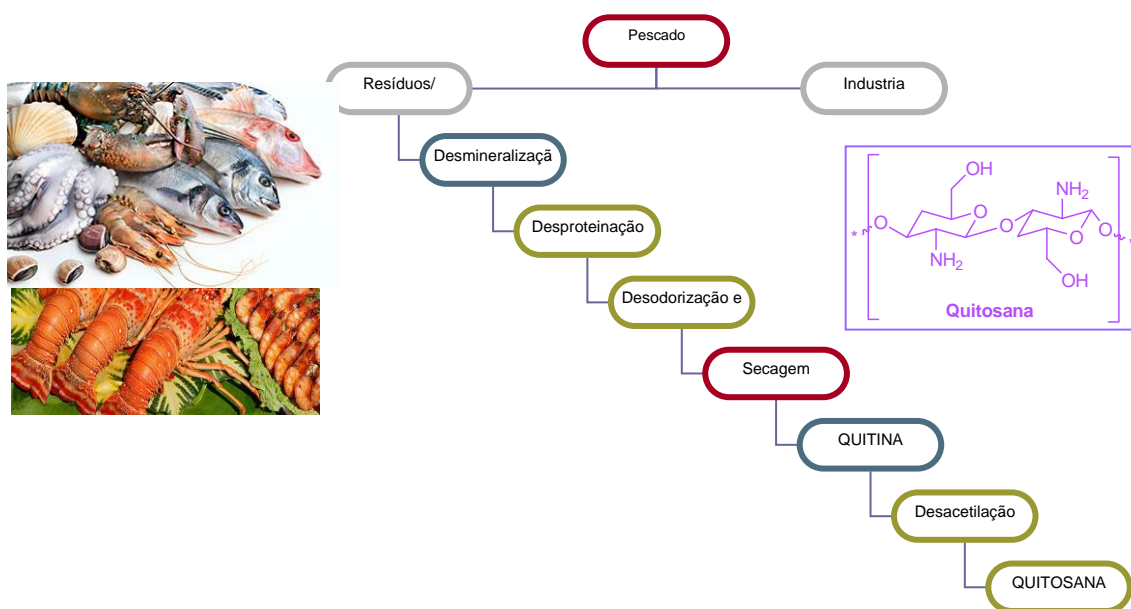 Pescado
Resíduos/
Industria
Desmineralizaçã
Desproteinação
Desodorização e
Secagem
QUITINA
Desacetilação
QUITOSANA
OH
NH2
O
O
O
O
*
*
NH2
O
OH
Quitosana